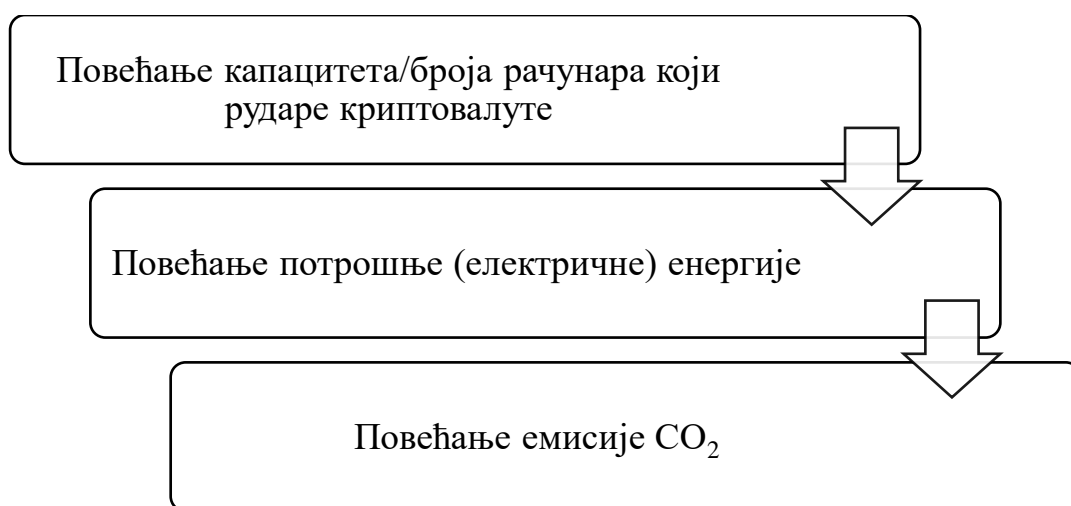 Повећање капацитета/броја рачунара који
рударе криптовалуте
Повећање потрошње (електричне) енергије
Повећање емисије CO₂